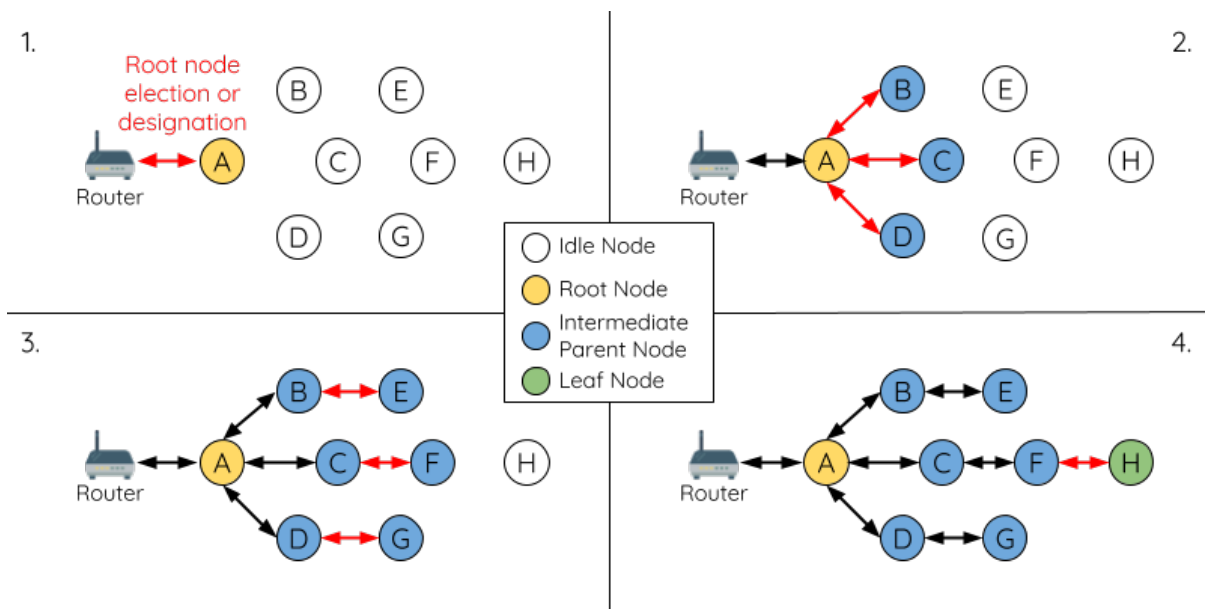 1.
Root node
election or
designation
Router
A
B
E
C
F
H
D
G
2.
Router
A
B
E
C
F
H
D
G
Idle Node
Root Node
Intermediate
Parent Node
Leaf Node
3.
Router
A
B
E
C
F
H
D
G
4.
Router
A
B
E
C
F
H
D
G